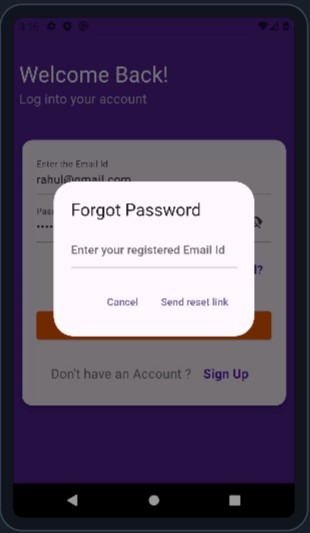 Welcome Back!
Log into your account
Enter the Email Id
rahul@gmail.com
Forgot Password
Enter your registered Email Id
Cancel Send reset link
Don't have an Account ? Sign Up